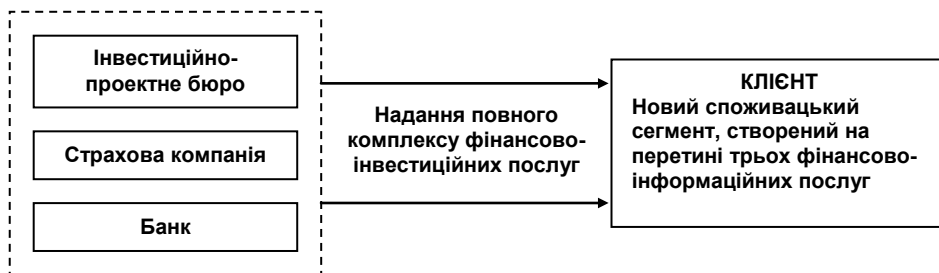 Інвестиційно-
проектне бюро
Страхова компанія
Банк
Надання повного
комплексу фінансово-
інвестиційних послуг
КЛІЄНТ
Новий споживацький
сегмент, створений на
перетині трьох фінансово-
інформаційних послуг